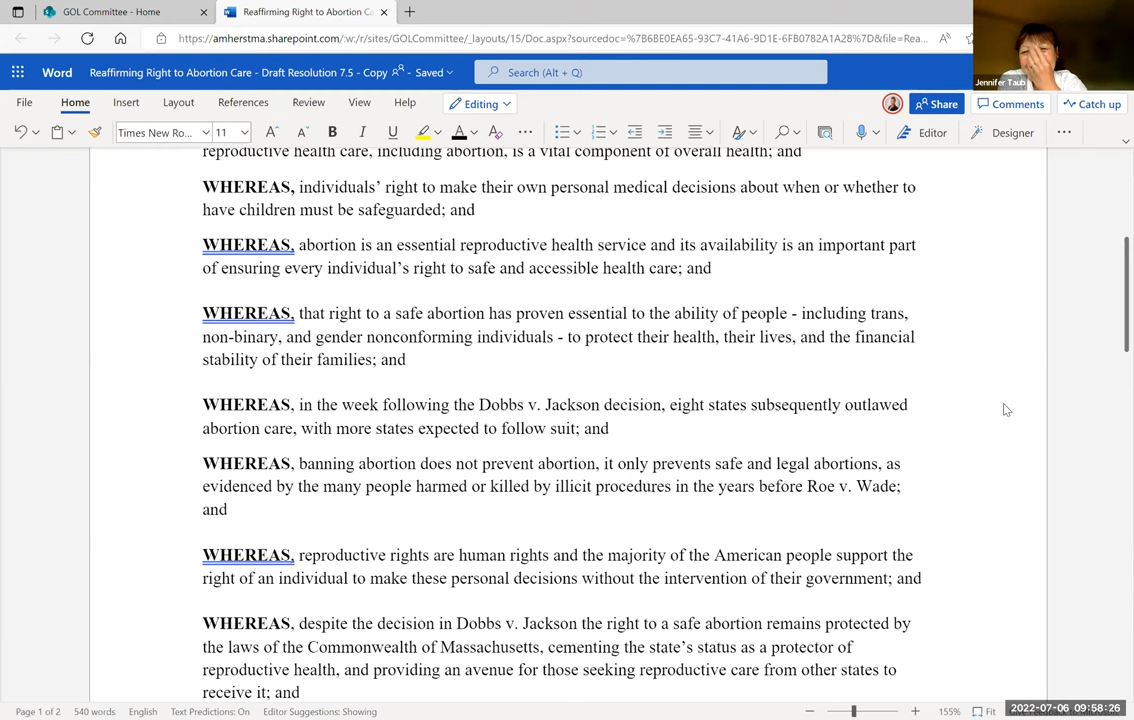 GOL Committee - Home
Reaffirming Right to Abortion Ca
https://amherstma.sharepoint.com/:w:/r/sites/GOLCommittee/_layouts/15/Doc.aspx?sourcedoc=%7B6BE0EA65-93C7-41A6-9D1E-6FB0782A1A28%7D&file=Rea...
Jennifer Taub
Word
Reaffirming Right to Abortion Care - Draft Resolution 7.5 - Copy
- Saved
Search (Alt + Q)
File
Home
Insert
Layout
References
Review
View
Help
Editing
Share
Comments
Catch up
Times New Ro...
11
B
I
U
Editor
Designer
reproductive health care, including abortion, is a vital component of overall health; and
WHEREAS, individuals’ right to make their own personal medical decisions about when or whether to
have children must be safeguarded; and
WHEREAS, abortion is an essential reproductive health service and its availability is an important part
of ensuring every individual’s right to safe and accessible health care; and
WHEREAS, that right to a safe abortion has proven essential to the ability of people - including trans,
non-binary, and gender nonconforming individuals - to protect their health, their lives, and the financial
stability of their families; and
WHEREAS, in the week following the Dobbs v. Jackson decision, eight states subsequently outlawed
abortion care, with more states expected to follow suit; and
WHEREAS, banning abortion does not prevent abortion, it only prevents safe and legal abortions, as
evidenced by the many people harmed or killed by illicit procedures in the years before Roe v. Wade;
and
WHEREAS, reproductive rights are human rights and the majority of the American people support the
right of an individual to make these personal decisions without the intervention of their government; and
WHEREAS, despite the decision in Dobbs v. Jackson the right to a safe abortion remains protected by
the laws of the Commonwealth of Massachusetts, cementing the state’s status as a protector of
reproductive health, and providing an avenue for those seeking reproductive care from other states to
receive it; and
Page 1 of 2
540 words
English
Text Predictions: On
Editor Suggestions: Showing
155%
Fit
2022-07-06 09:58:26